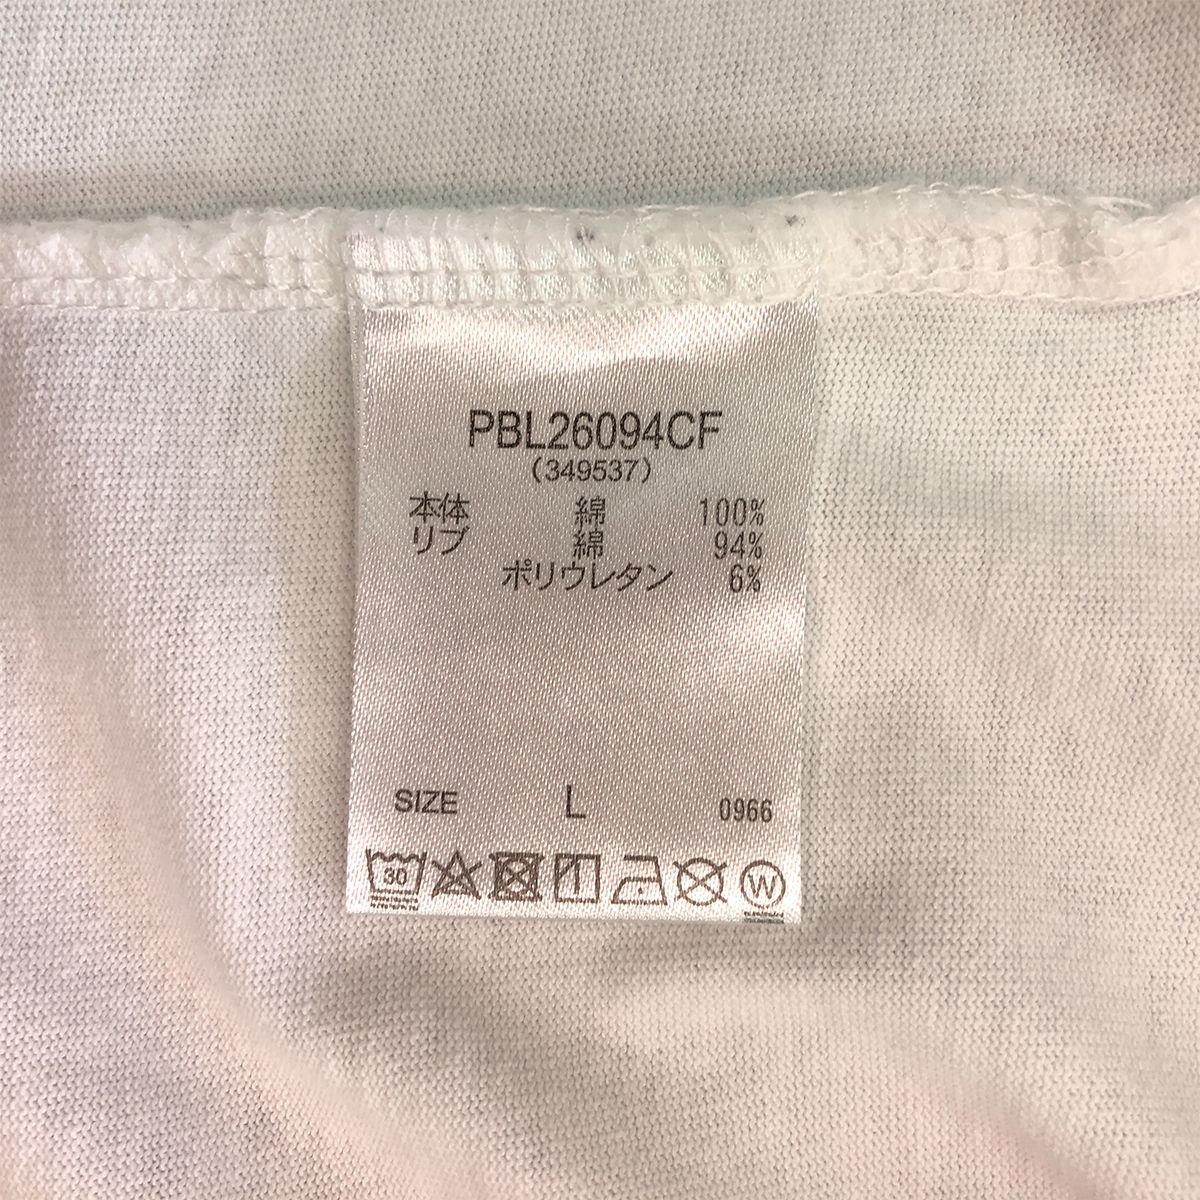 PBL26094CF
(349537)
本体 綿 100%
リブ 綿 94%
ポリウレタン 6%
SIZE L 0966
30 W